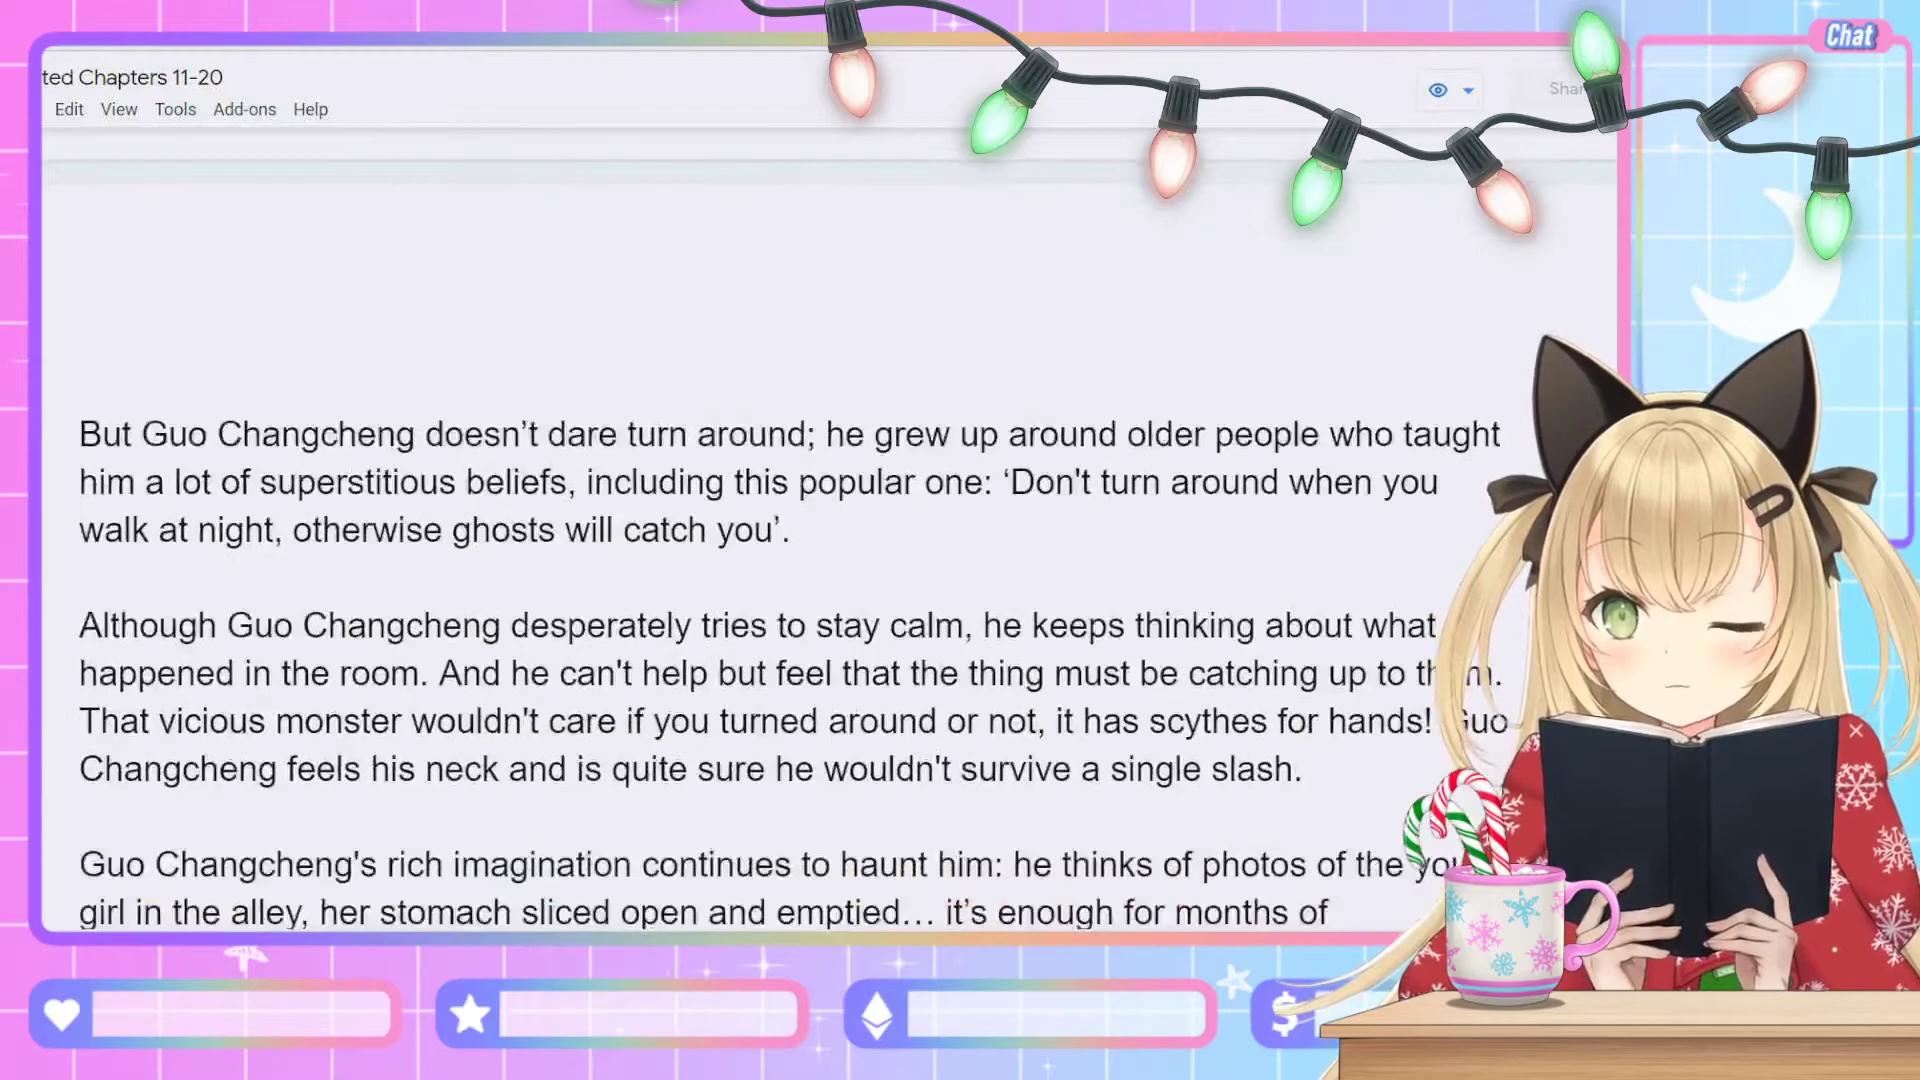 Chat
ted Chapters 11-20
Edit View Tools Add-ons Help
Shar
But Guo Changcheng doesn’t dare turn around; he grew up around older people who taught
him a lot of superstitious beliefs, including this popular one: ‘Don't turn around when you
walk at night, otherwise ghosts will catch you’.
Although Guo Changcheng desperately tries to stay calm, he keeps thinking about what
happened in the room. And he can't help but feel that the thing must be catching up to
That vicious monster wouldn't care if you turned around or not, it has scythes for hands! Guo
Changcheng feels his neck and is quite sure he wouldn't survive a single slash.
Guo Changcheng's rich imagination continues to haunt him: he thinks of photos of the
girl in the alley, her stomach sliced open and emptied… it’s enough for months of